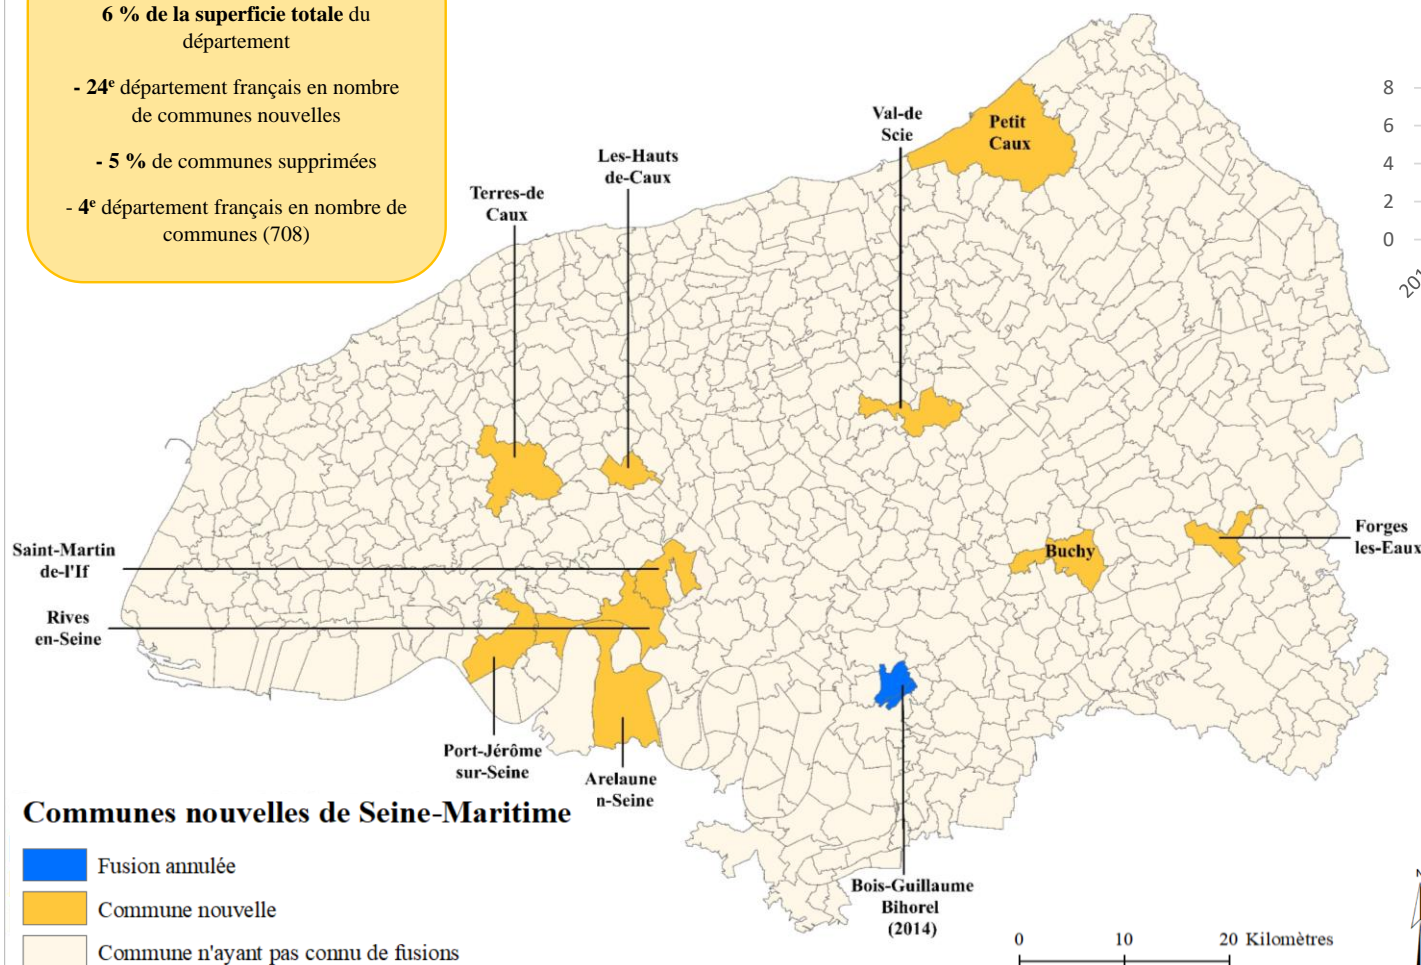 6 % de la superficie totale du
département
- 24e département français en nombre
de communes nouvelles
- 5 % de communes supprimées
- 4e département français en nombre de
communes (708)
Val-de
Scie
Petit
Caux
Les-Hauts
de-Caux
Terres-de
Caux
8
6
4
2
0
Saint-Martin
de-l'If
Rives
en-Seine
Buchy
Forges
les-Eaux
Port-Jérôme
sur-Seine
Arelaune
n-Seine
Bois-Guillaume
Bihorel
(2014)
Communes nouvelles de Seine-Maritime
Fusion annulée
Commune nouvelle
Commune n'ayant pas connu de fusions
0 10 20 Kilomètres